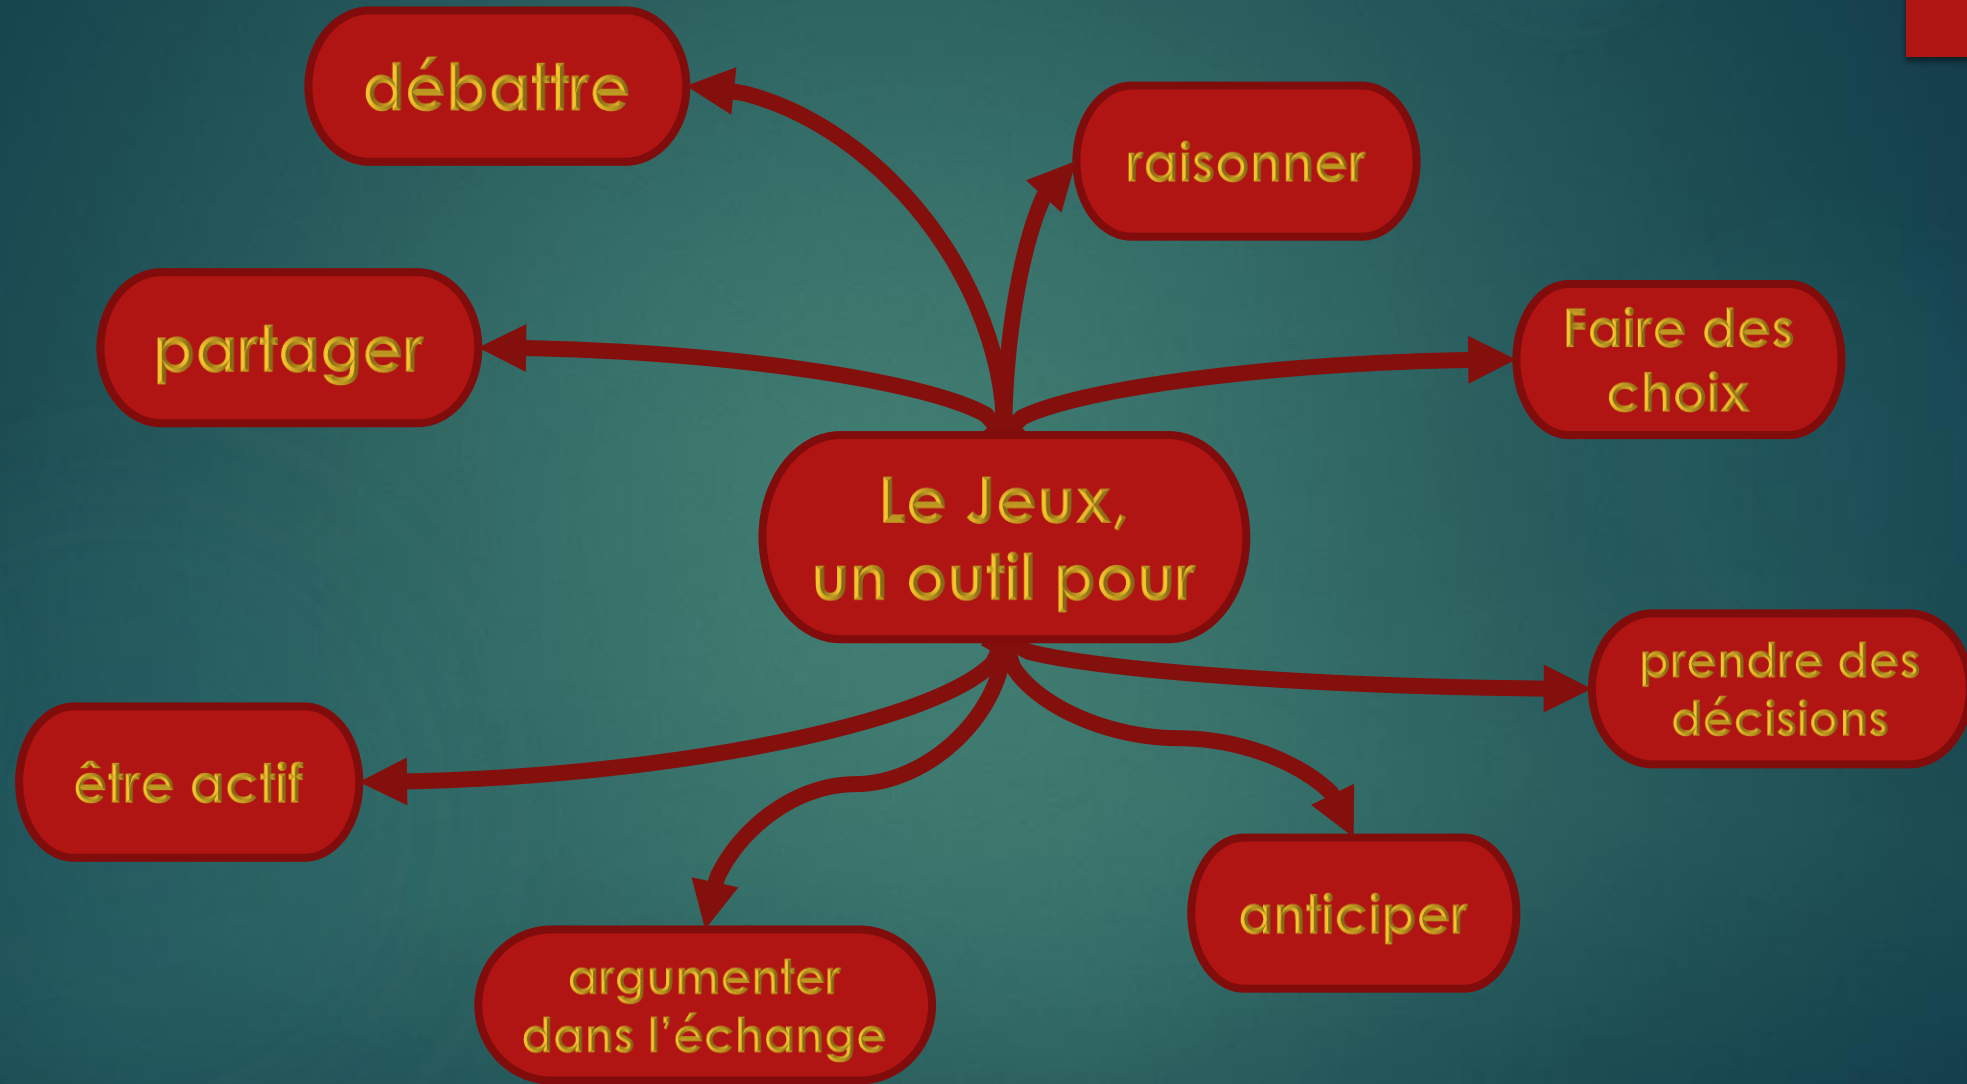 débattre
raisonner
partager
Faire des
choix
Le Jeux,
un outil pour
prendre des
décisions
être actif
anticiper
argumenter
dans l’échange